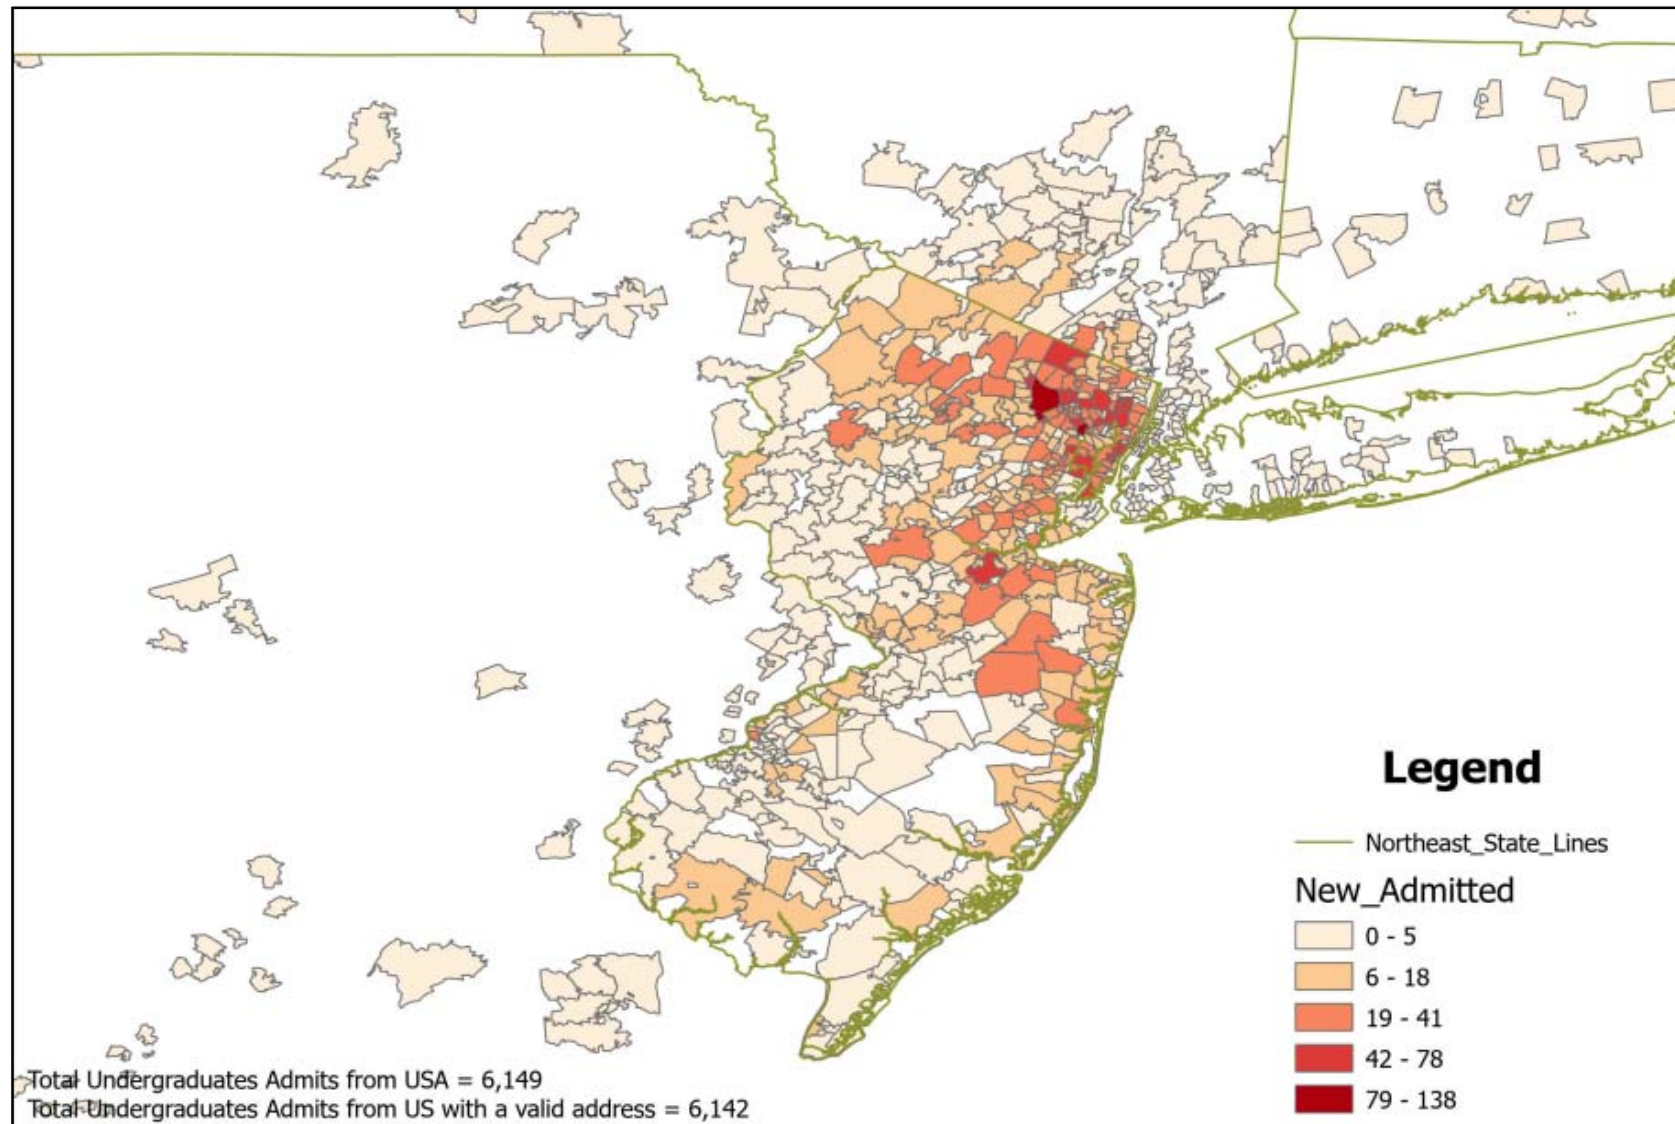 Legend
Northeast_State_Lines
New_Admitted
0 - 5
6 - 18
19 - 41
42 - 78
79 - 138
Total Undergraduates Admits from USA = 6,149
Total Undergraduates Admits from US with a valid address = 6,142